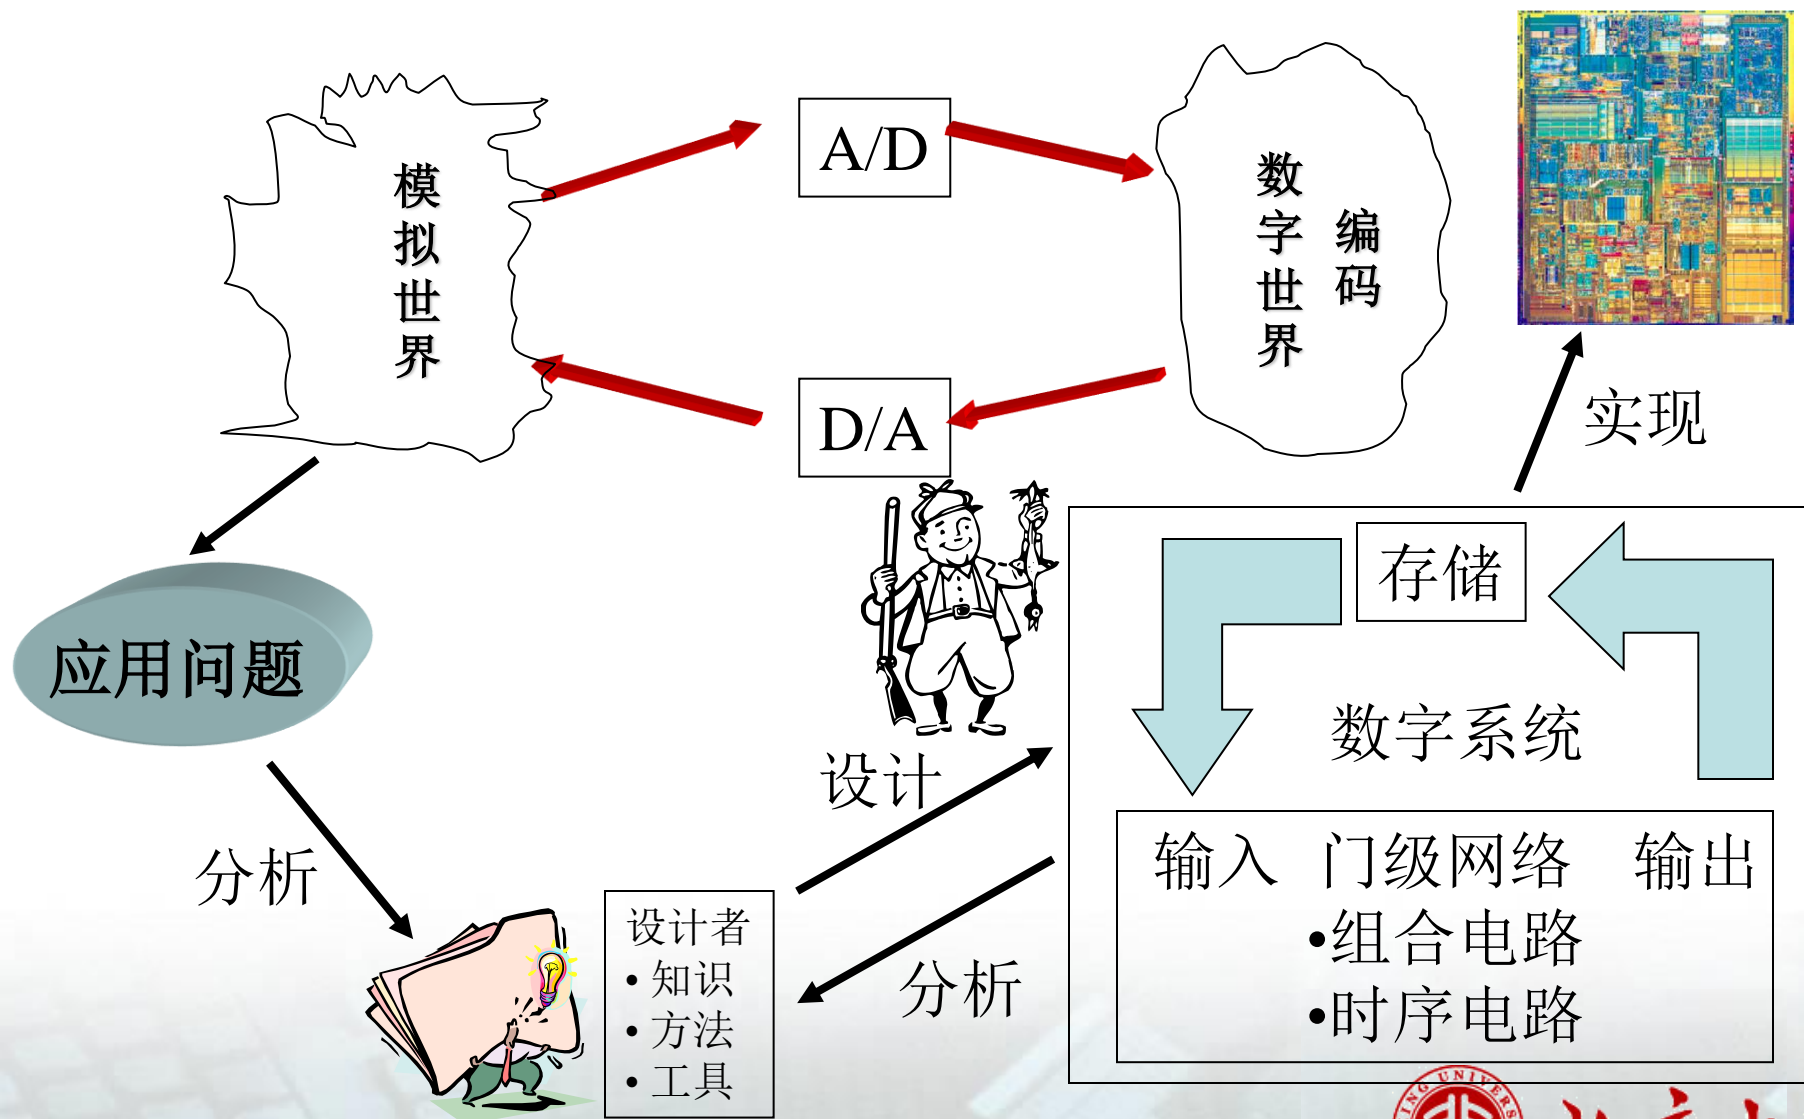 模拟世界
A/D
数字世界
编码
D/A
实现
应用问题
存储
数字系统
设计
分析
设计者
• 知识
• 方法
• 工具
分析
输入 门级网络 输出
•组合电路
•时序电路